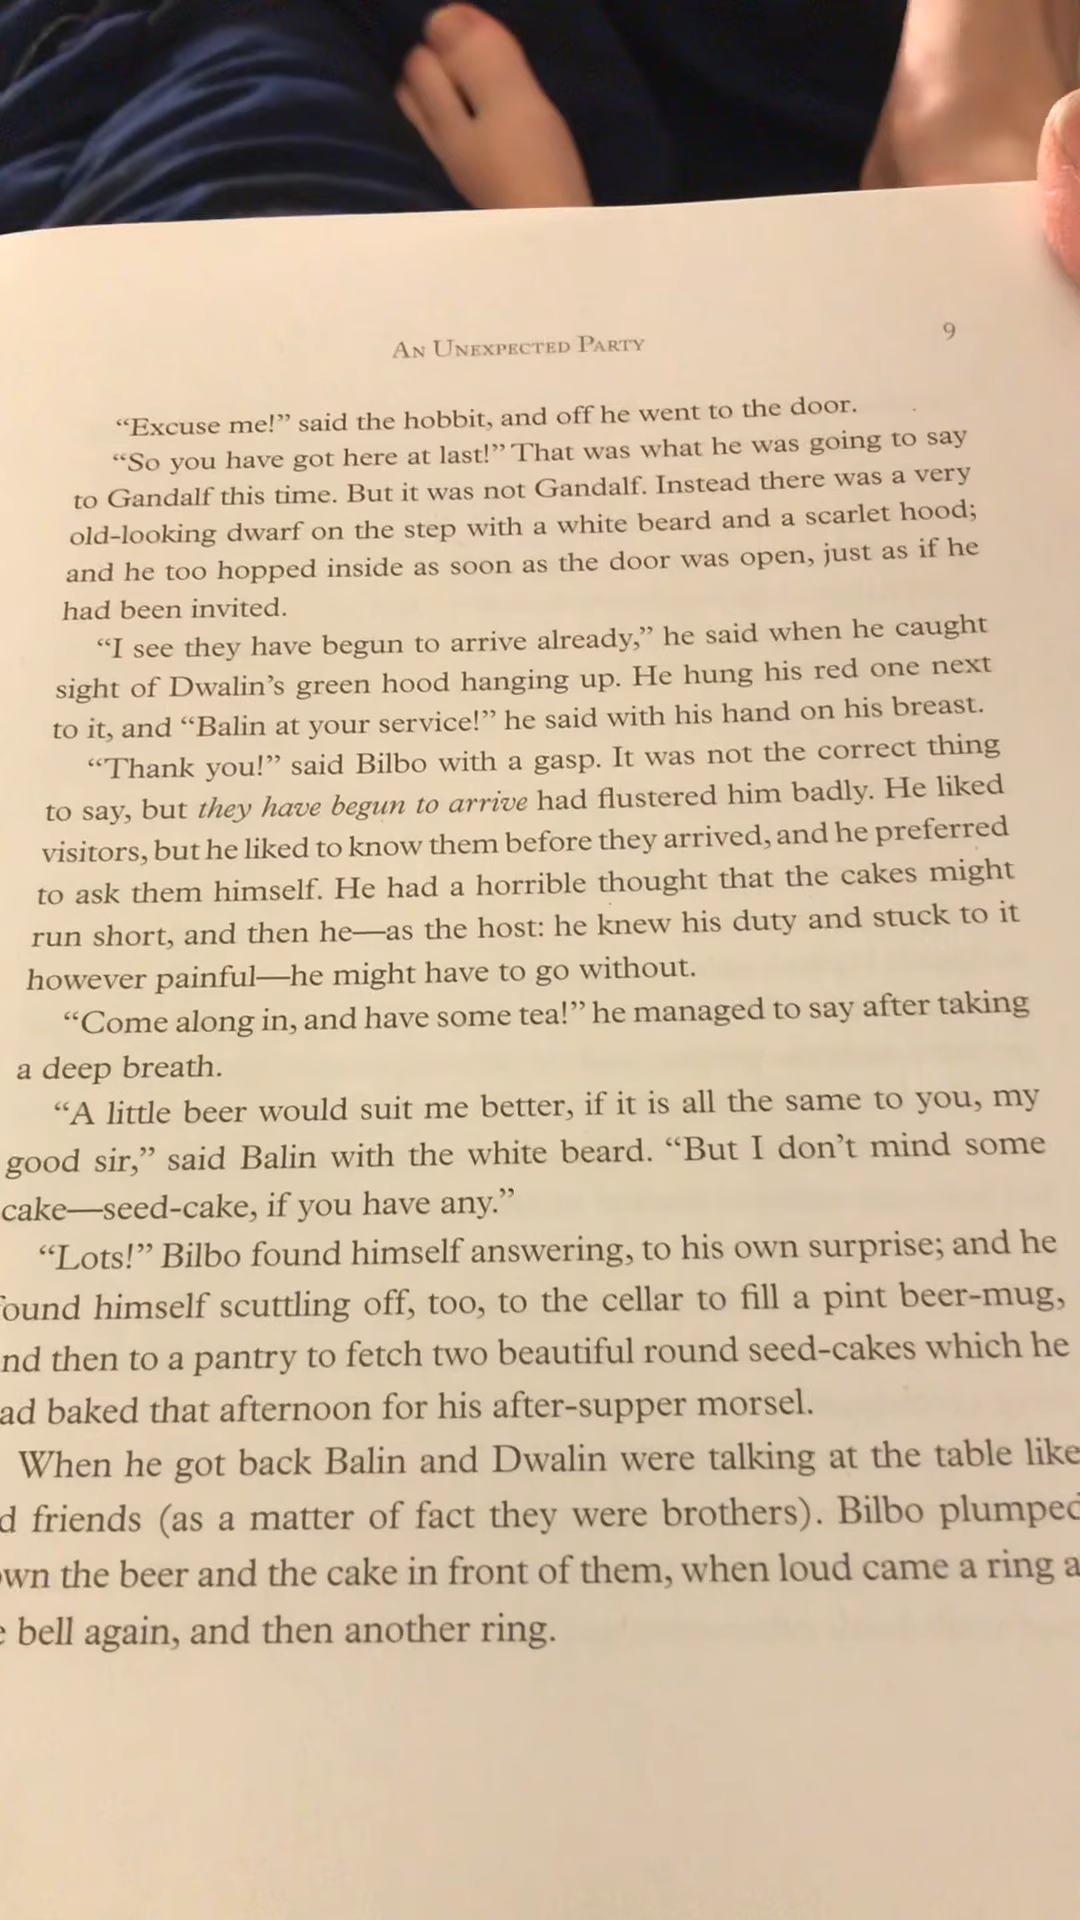 An Unexpected Party 9
“Excuse me!” said the hobbit, and off he went to the door.
“So you have got here at last!” That was what he was going to say
to Gandalf this time. But it was not Gandalf. Instead there was a very
old-looking dwarf on the step with a white beard and a scarlet hood;
and he too hopped inside as soon as the door was open, just as if he
had been invited.
“I see they have begun to arrive already,” he said when he caught
sight of Dwalin’s green hood hanging up. He hung his red one next
to it, and “Balin at your service!” he said with his hand on his breast.
“Thank you!” said Bilbo with a gasp. It was not the correct thing
to say, but they have begun to arrive had flustered him badly. He liked
visitors, but he liked to know them before they arrived, and he preferred
to ask them himself. He had a horrible thought that the cakes might
run short, and then he—as the host: he knew his duty and stuck to it
however painful—he might have to go without.
“Come along in, and have some tea!” he managed to say after taking
a deep breath.
“A little beer would suit me better, if it is all the same to you, my
good sir,” said Balin with the white beard. “But I don’t mind some
cake—seed-cake, if you have any.”
“Lots!” Bilbo found himself answering, to his own surprise; and he
ound himself scuttling off, too, to the cellar to fill a pint beer-mug,
nd then to a pantry to fetch two beautiful round seed-cakes which he
ad baked that afternoon for his after-supper morsel.
When he got back Balin and Dwalin were talking at the table like
d friends (as a matter of fact they were brothers). Bilbo plumped
wn the beer and the cake in front of them, when loud came a ring a
e bell again, and then another ring.